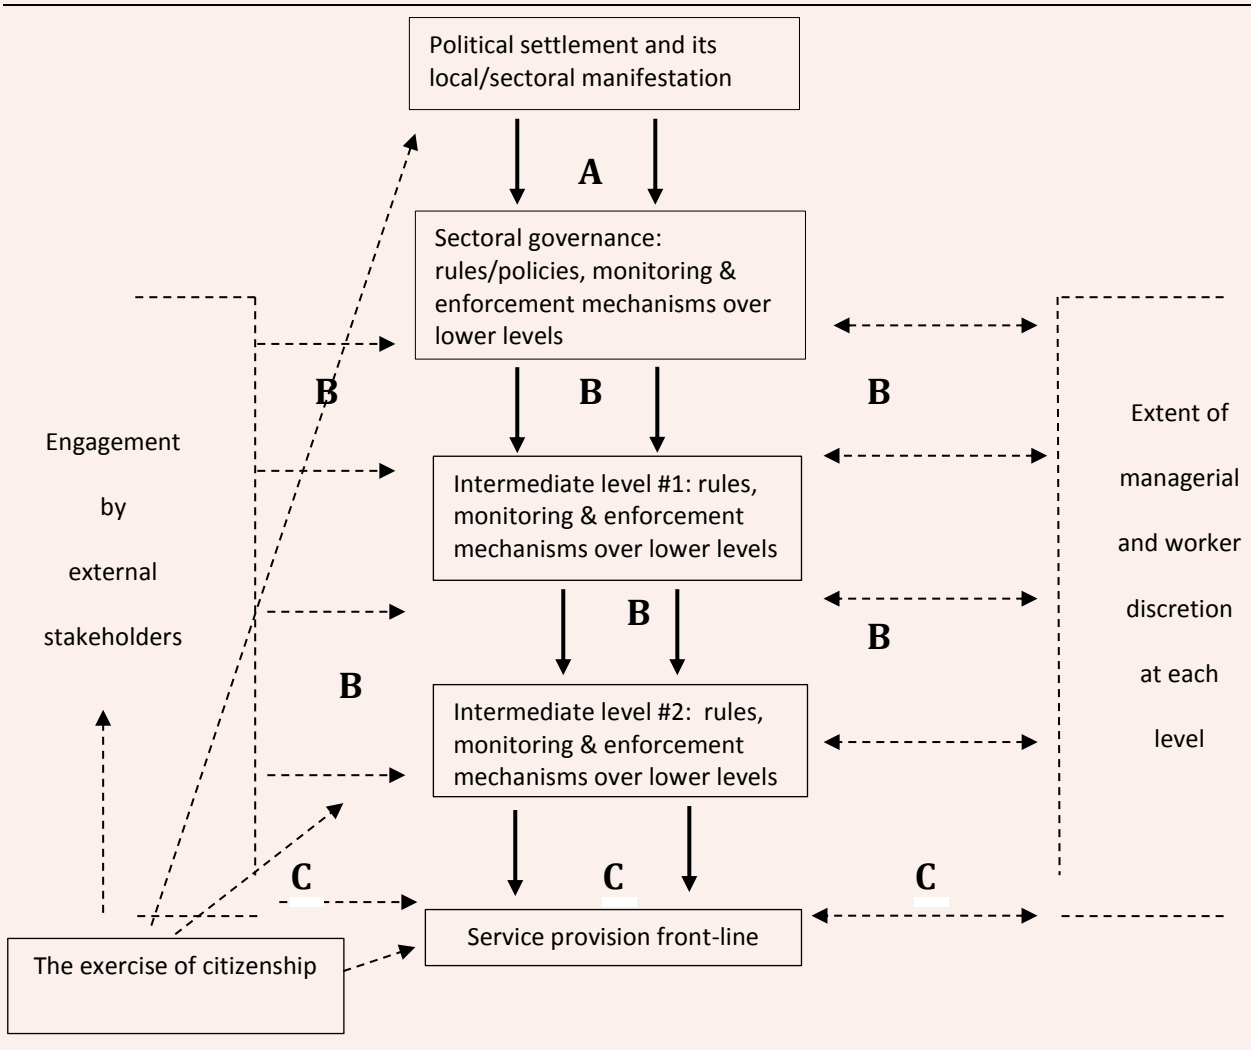 Political settlement and its
local/sectoral manifestation
A
Sectoral governance:
rules/policies, monitoring &
enforcement mechanisms over
lower levels
B
B
B
Engagement
by
external
stakeholders
Extent of
managerial
and worker
discretion
at each
level
Intermediate level #1: rules,
monitoring & enforcement
mechanisms over lower levels
B
B
B
Intermediate level #2:  rules,
monitoring & enforcement
mechanisms over lower levels
C
C
C
Service provision front-line
The exercise of citizenship